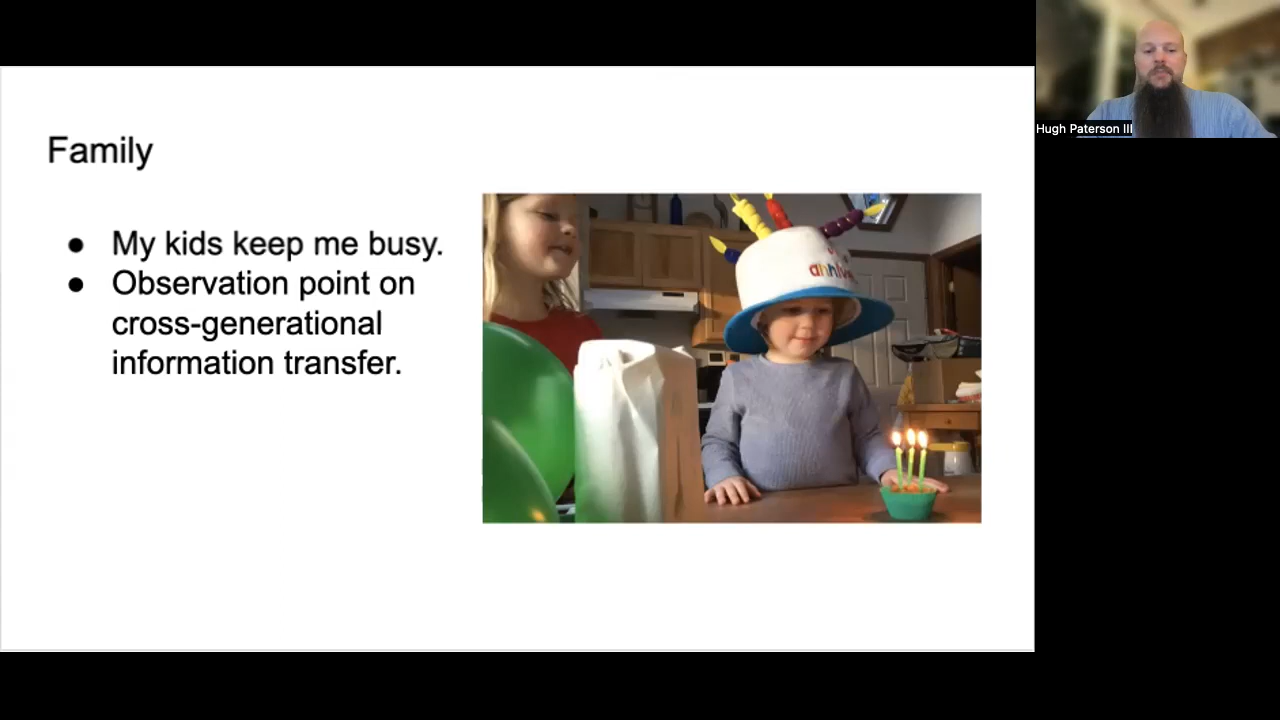 Family
● My kids keep me busy.
● Observation point on
cross-generational
information transfer.
Hugh Paterson III